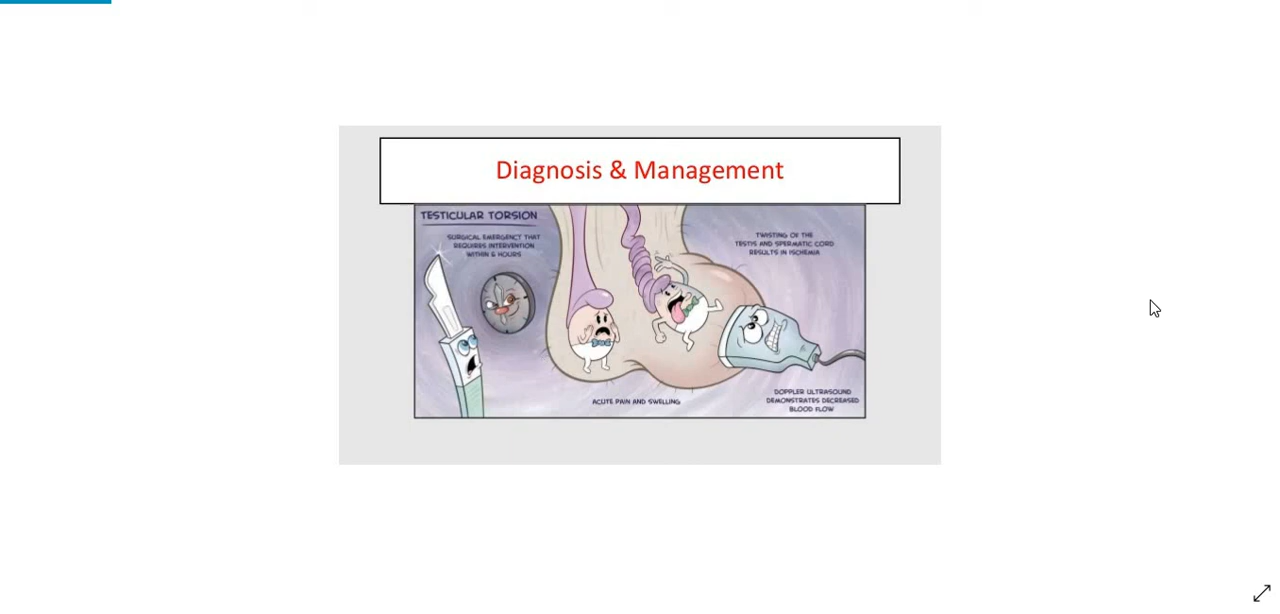 Diagnosis & Management
TESTICULAR TORSION
SURGICAL EMERGENCY THAT
REQUIRES INTERVENTION
WITHIN 6 HOURS
TWISTING OF THE
TESTIS AND SPERMATIC CORD
RESULTS IN ISCHEMIA
ACUTE PAIN AND SWELLING
DOPPLER ULTRASOUND
DEMONSTRATES DECREASED
BLOOD FLOW